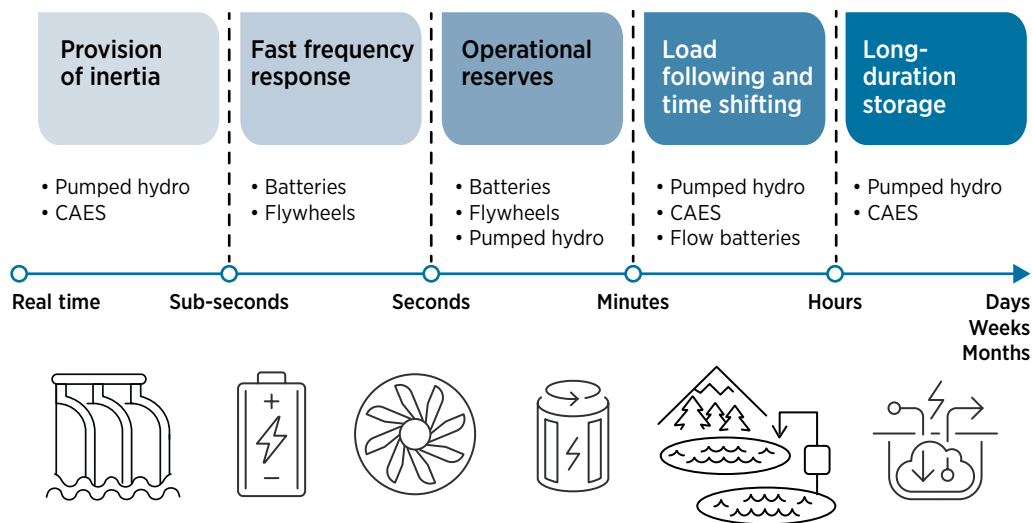 Provision
of inertia
Fast frequency
response
Operational
reserves
Load
following and
time shifting
Long-
duration
storage
• Pumped hydro
• CAES
• Batteries
• Flywheels
• Batteries
• Flywheels
• Pumped hydro
• Pumped hydro
• CAES
• Flow batteries
• Pumped hydro
• CAES
Real time
Sub-seconds
Seconds
Minutes
Hours
Days
Weeks
Months